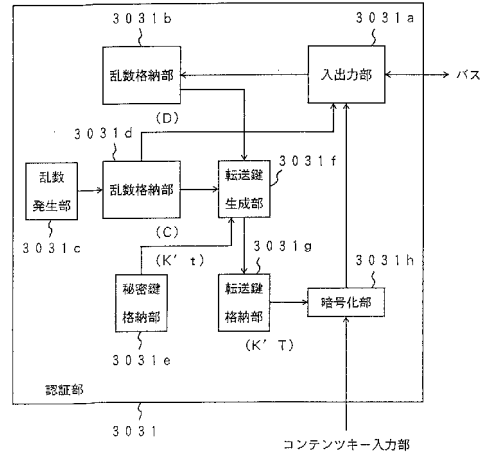 3031b
3031a
乱数格納部
入出力部
バス
(D)
3031d
3031f
乱数
発生部
乱数格納部
転送鍵
生成部
3031c
(C)
(K't)
3031g
3031h
秘密鍵
格納部
転送鍵
格納部
暗号化部
3031e
(K'T)
認証部
3031
コンテンツキー入力部